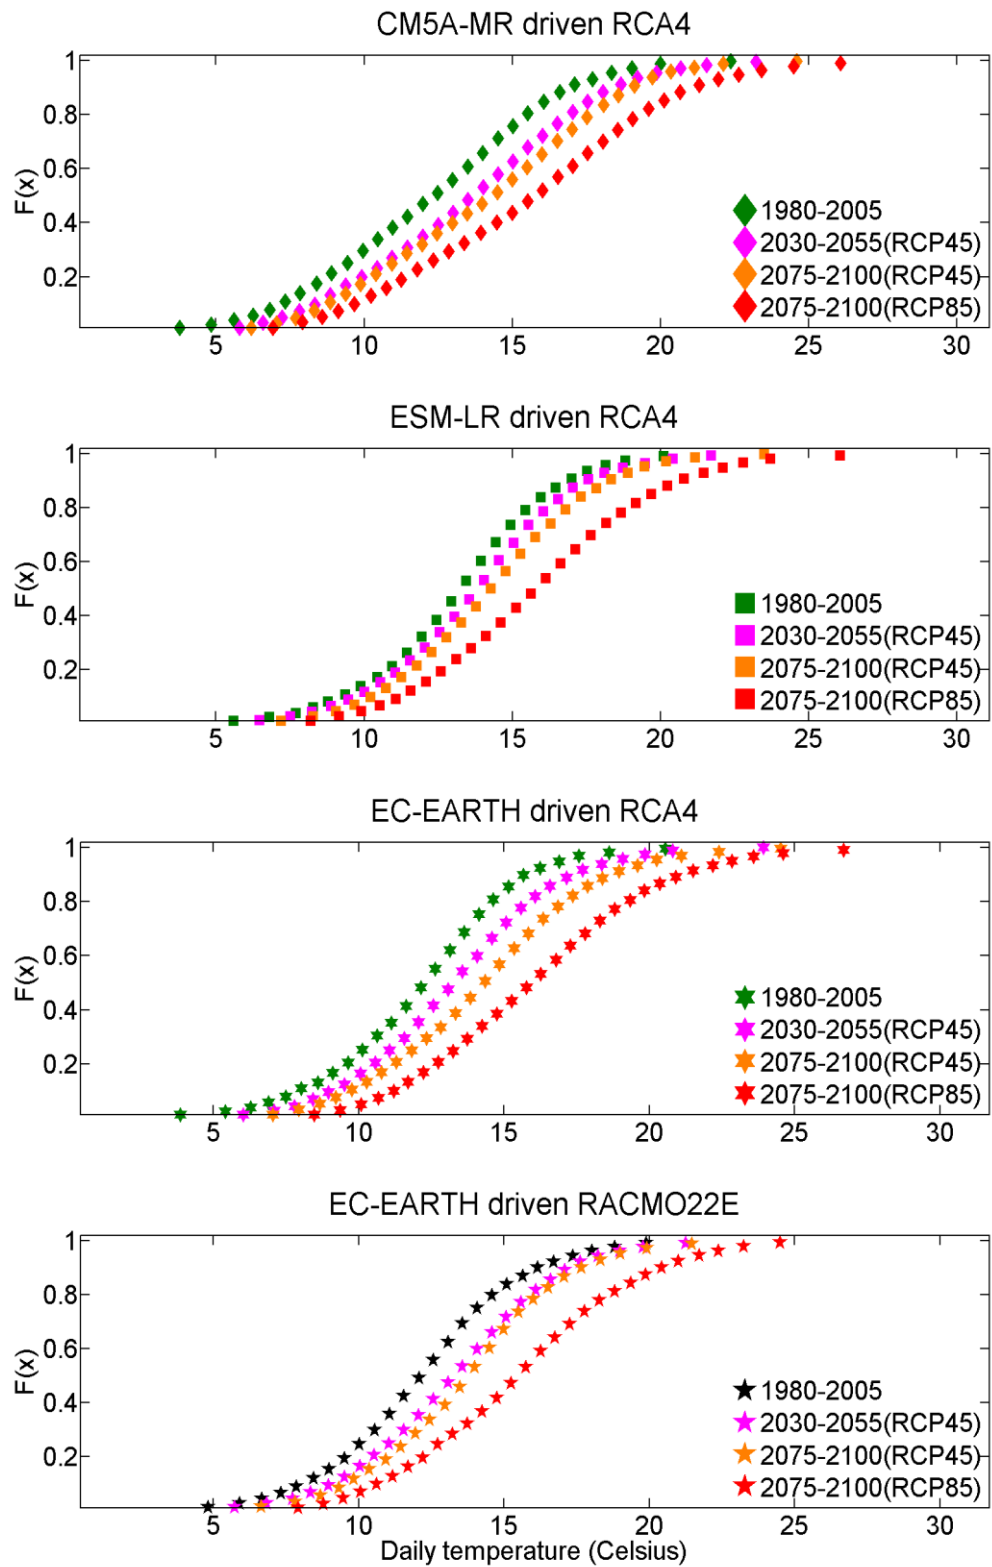 CM5A-MR driven RCA4
1
0.8
0.6
0.4
0.2
F(x)
1980-2005
2030-2055(RCP45)
2075-2100(RCP45)
2075-2100(RCP85)
5 10 15 20 25 30
ESM-LR driven RCA4
1
0.8
0.6
0.4
0.2
F(x)
1980-2005
2030-2055(RCP45)
2075-2100(RCP45)
2075-2100(RCP85)
5 10 15 20 25 30
EC-EARTH driven RCA4
1
0.8
0.6
0.4
0.2
F(x)
1980-2005
2030-2055(RCP45)
2075-2100(RCP45)
2075-2100(RCP85)
5 10 15 20 25 30
EC-EARTH driven RACMO22E
1
0.8
0.6
0.4
0.2
F(x)
1980-2005
2030-2055(RCP45)
2075-2100(RCP45)
2075-2100(RCP85)
5 10 15 20 25 30
Daily temperature (Celsius)